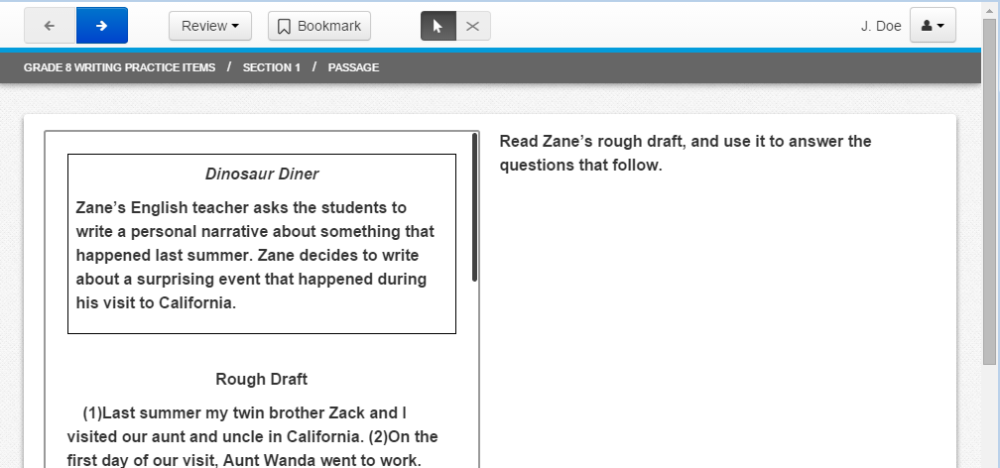 Review
Bookmark
J. Doe
GRADE 8 WRITING PRACTICE ITEMS / SECTION 1 / PASSAGE
Dinosaur Diner
Zane’s English teacher asks the students to
write a personal narrative about something that
happened last summer. Zane decides to write
about a surprising event that happened during
his visit to California.
Rough Draft
(1)Last summer my twin brother Zack and I
visited our aunt and uncle in California. (2)On the
first day of our visit, Aunt Wanda went to work.
Read Zane’s rough draft, and use it to answer the
questions that follow.